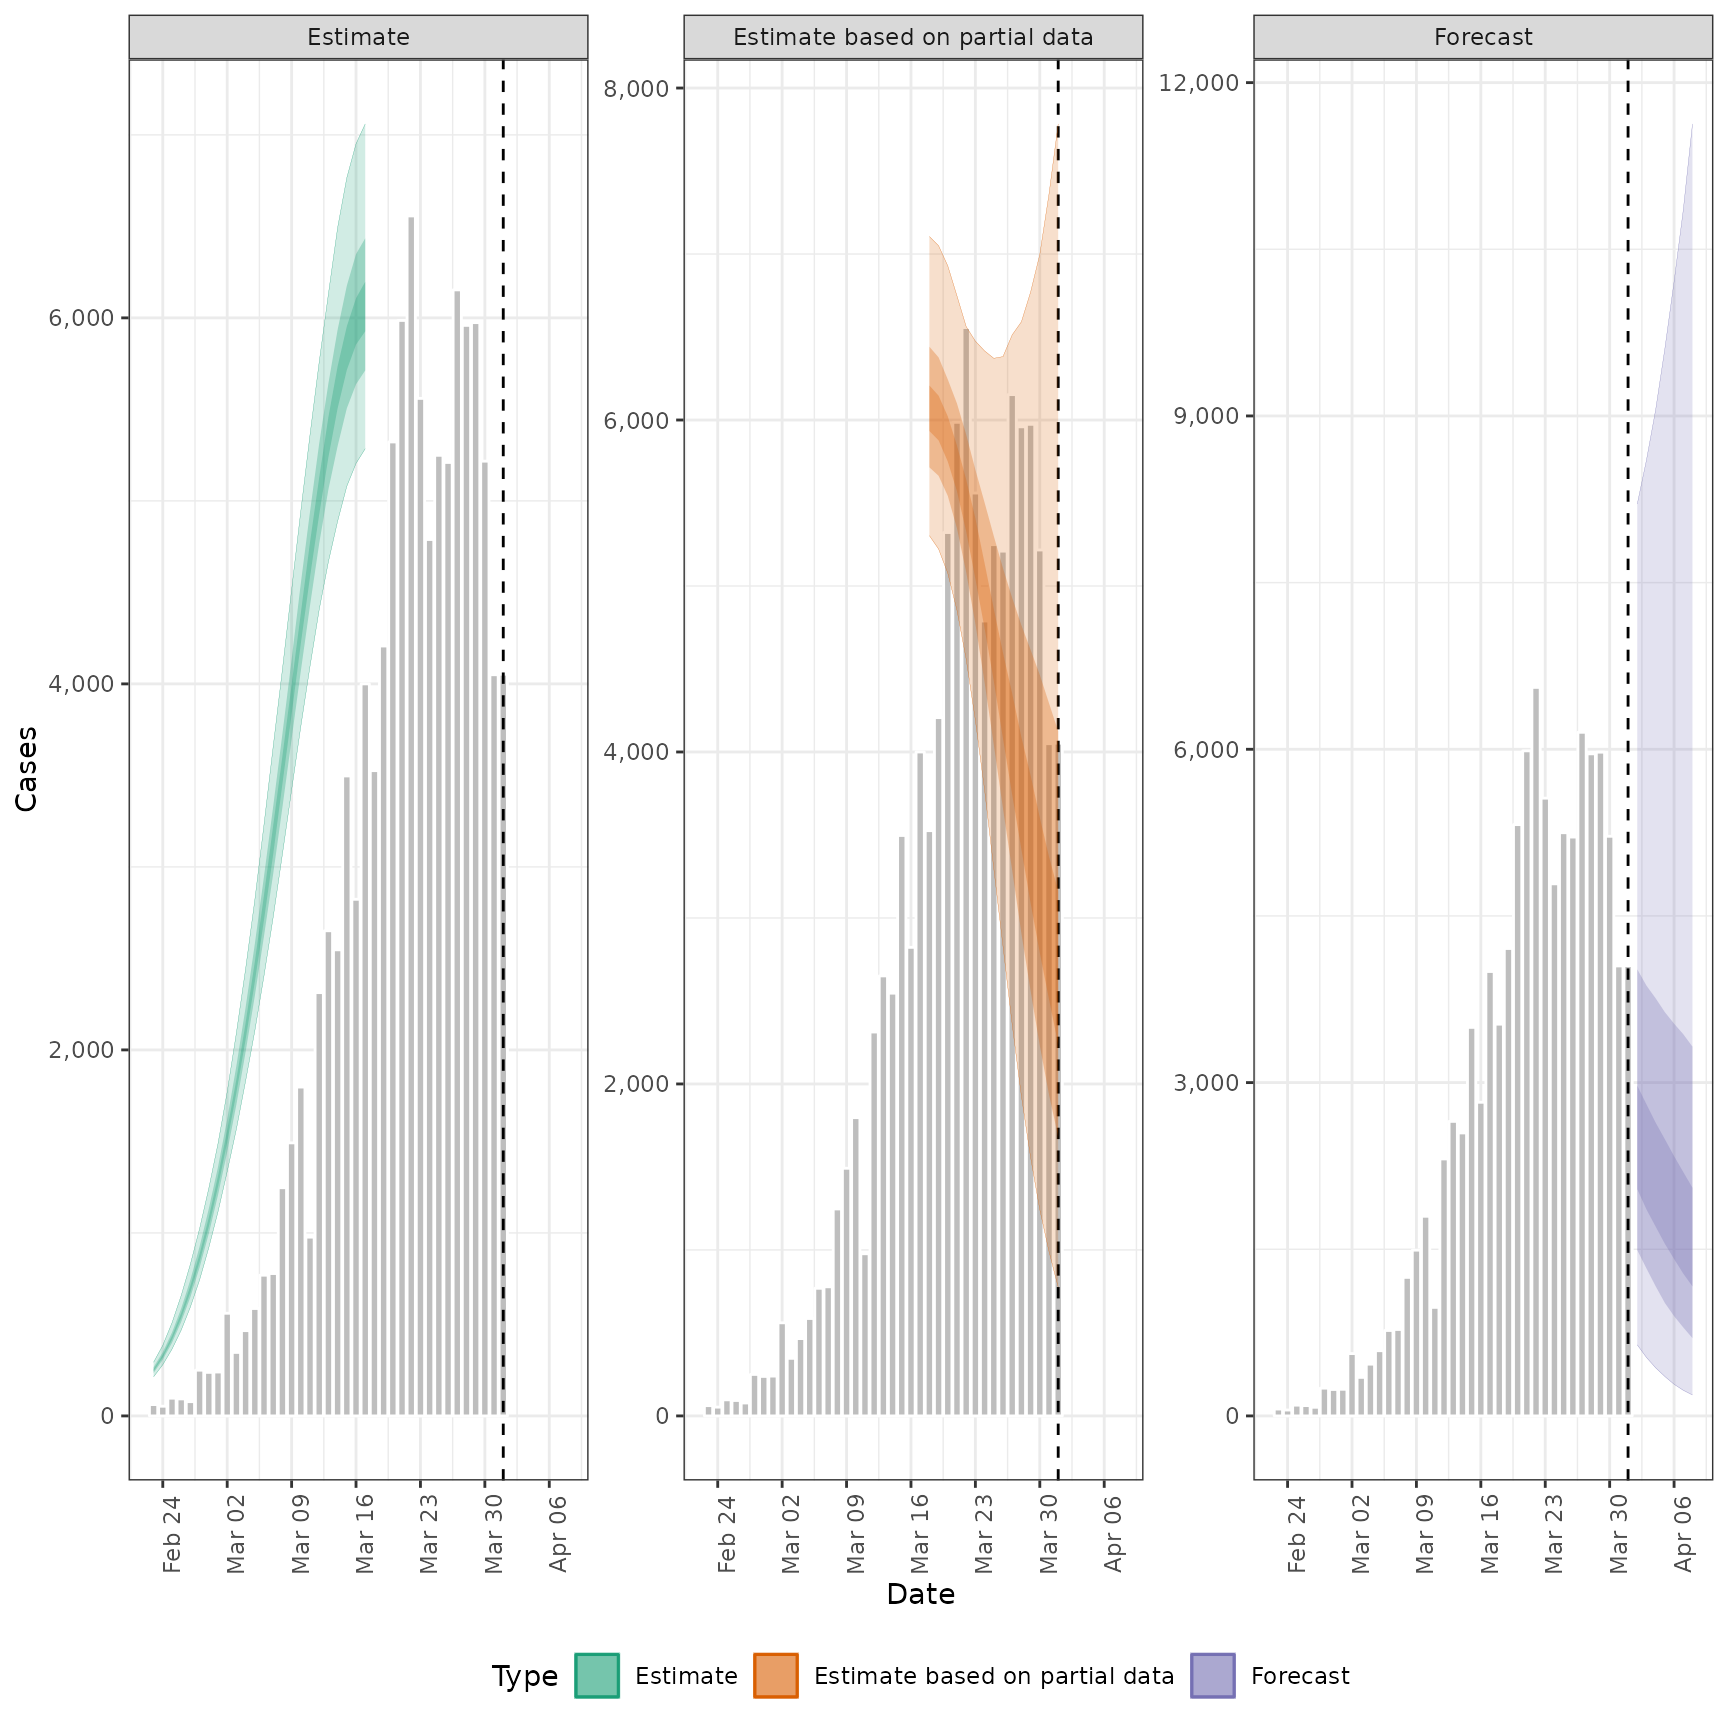 Estimate
Estimate based on partial data
Forecast
Cases
6,000
4,000
2,000
0
8,000
6,000
4,000
2,000
0
12,000
9,000
6,000
3,000
0
Feb 24
Mar 02
Mar 09
Mar 16
Mar 23
Mar 30
Apr 06
Feb 24
Mar 02
Mar 09
Mar 16
Mar 23
Mar 30
Apr 06
Feb 24
Mar 02
Mar 09
Mar 16
Mar 23
Mar 30
Apr 06
Date
Type Estimate Estimate based on partial data Forecast